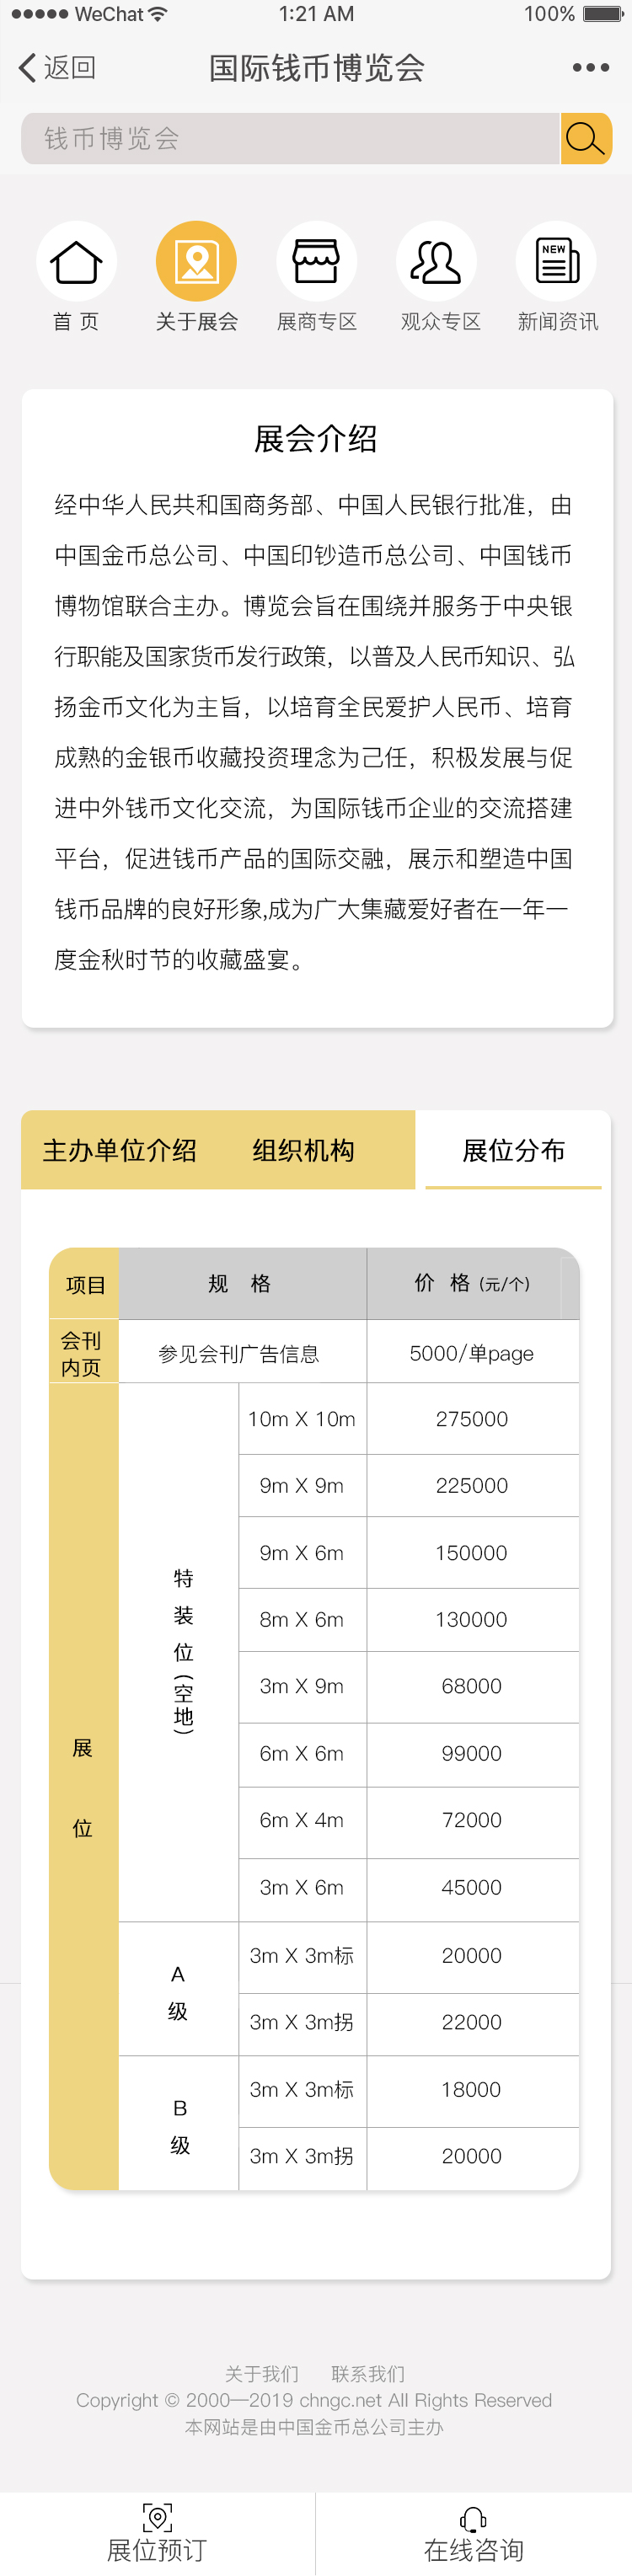 WeChat 1:21 AM 100%
返回 国际钱币博览会
钱币博览会
NEW
首 页 关于展会 展商专区 观众专区 新闻资讯
展会介绍
经中华人民共和国商务部、中国人民银行批准，由
中国金币总公司、中国印钞造币总公司、中国钱币
博物馆联合主办。博览会旨在围绕并服务于中央银
行职能及国家货币发行政策，以普及人民币知识、弘
扬金币文化为主旨，以培育全民爱护人民币、培育
成熟的金银币收藏投资理念为己任，积极发展与促
进中外钱币文化交流，为国际钱币企业的交流搭建
平台，促进钱币产品的国际交融，展示和塑造中国
钱币品牌的良好形象,成为广大集藏爱好者在一年一
度金秋时节的收藏盛宴。
主办单位介绍 组织机构 展位分布
项目 规 格 价 格 (元/个)
会刊
内页 参见会刊广告信息 5000/单page
展
位
特
装
位
(空地)
10m X 10m 275000
9m X 9m 225000
9m X 6m 150000
8m X 6m 130000
3m X 9m 68000
6m X 6m 99000
6m X 4m 72000
3m X 6m 45000
A
级
3m X 3m标 20000
3m X 3m拐 22000
B
级
3m X 3m标 18000
3m X 3m拐 20000
关于我们 联系我们
Copyright © 2000—2019 chngc.net All Rights Reserved
本网站是由中国金币总公司主办
展位预订 在线咨询